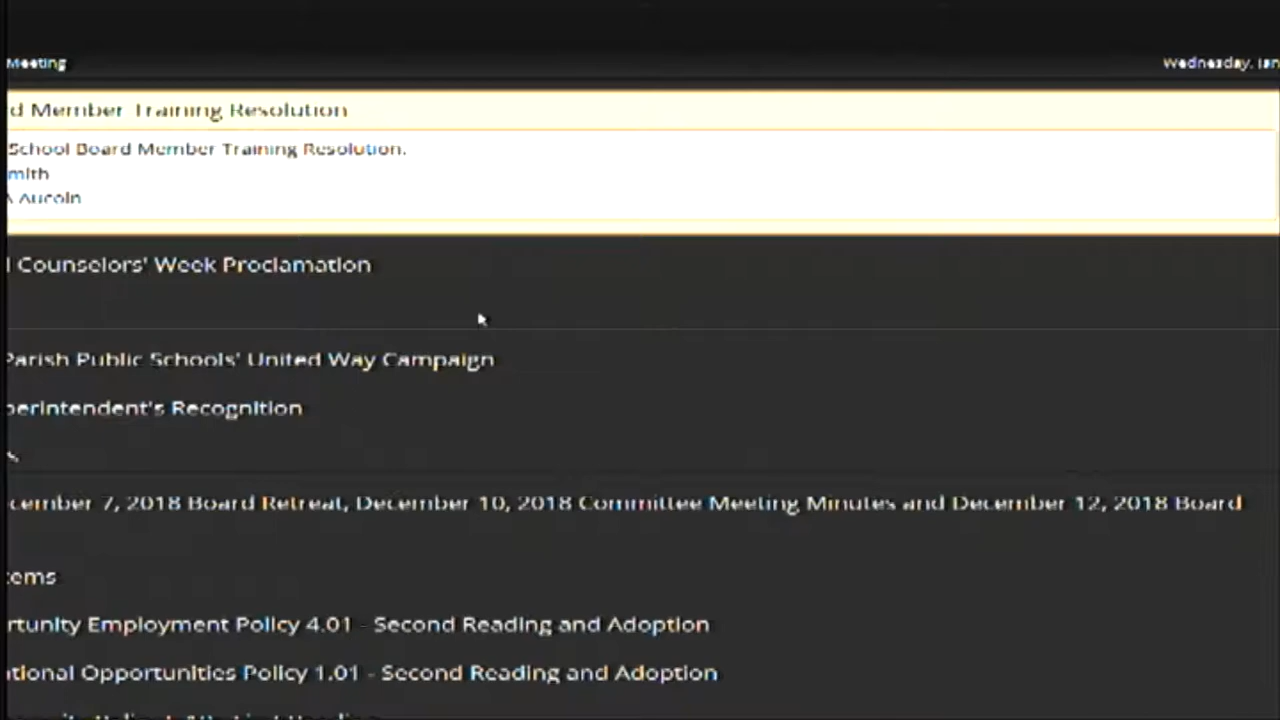 Meeting Wednesday, Jan
d Member Training Resolution
School Board Member Training Resolution.
mith
Aucoin
l Counselors' Week Proclamation
Parish Public Schools' United Way Campaign
perintendent's Recognition
cember 7, 2018 Board Retreat, December 10, 2018 Committee Meeting Minutes and December 12, 2018 Board
tems
rtunity Employment Policy 4.01 - Second Reading and Adoption
ational Opportunities Policy 1.01 - Second Reading and Adoption